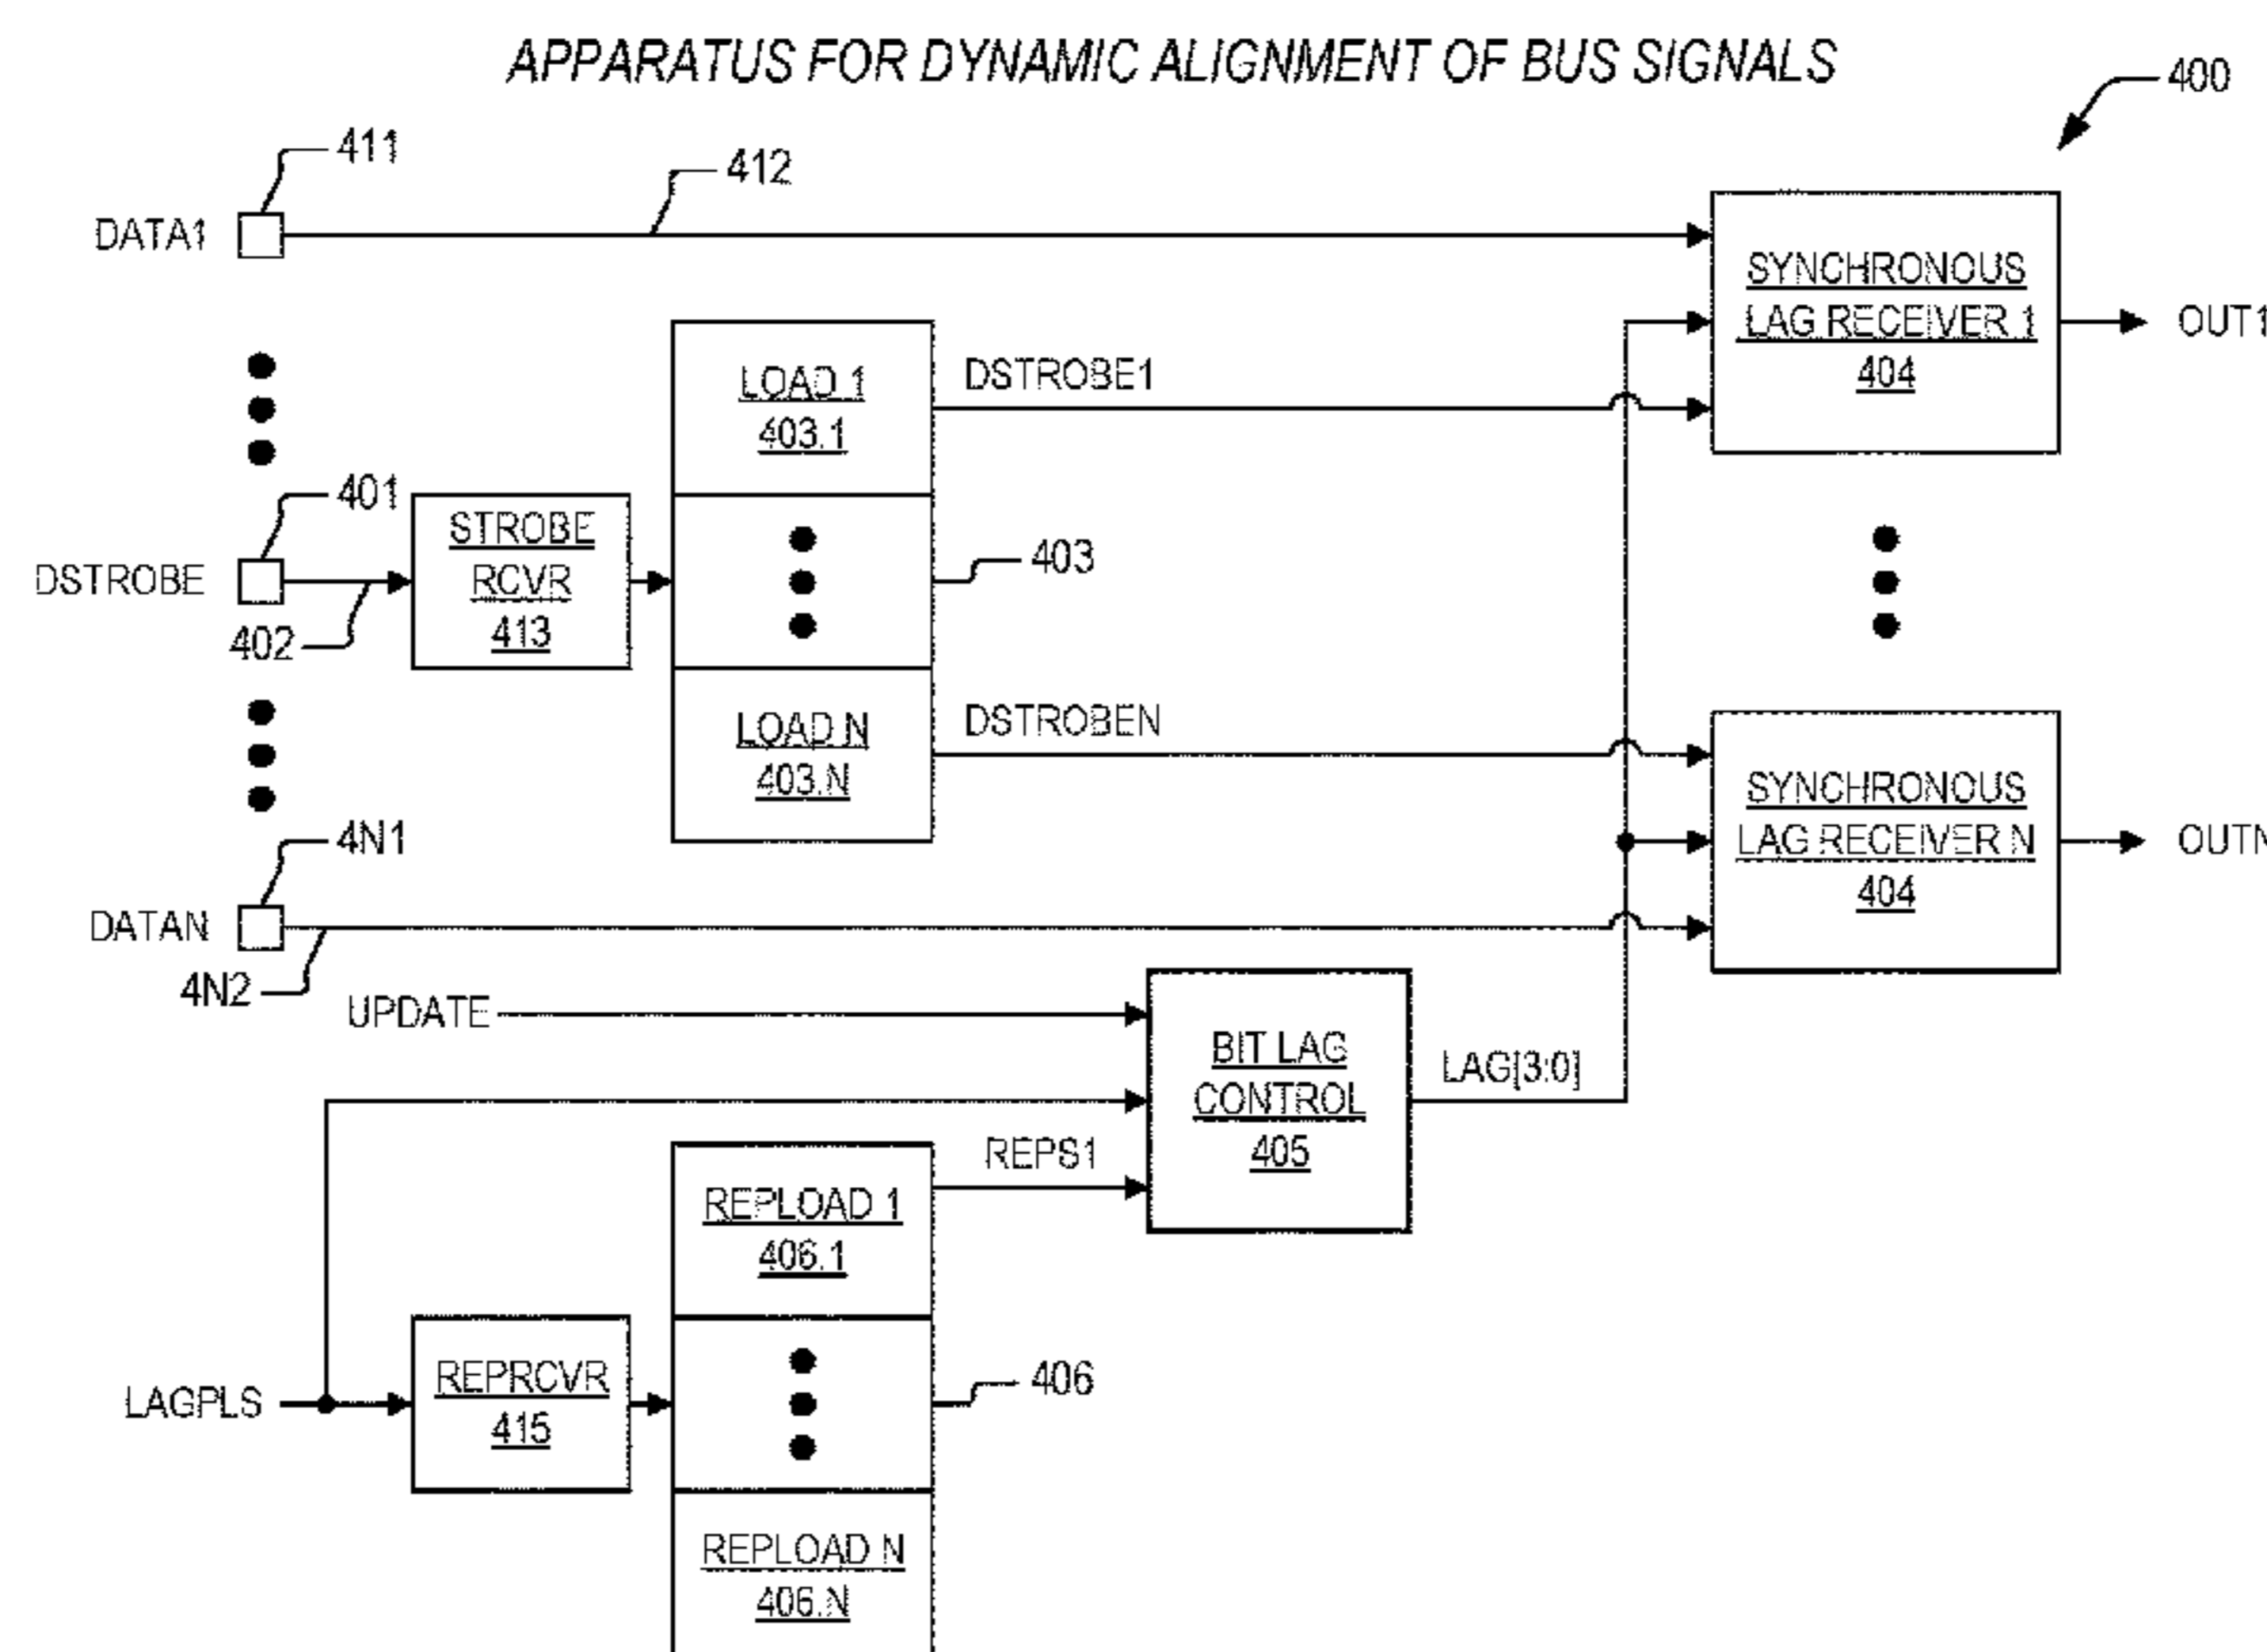 APPARATUS FOR DYNAMIC ALIGNMENT OF BUS SIGNALS
400
411
412
DATA1
SYNCHRONOUS
LAG RECEIVER 1
404
OUT1
LOAD 1
403.1
DSTROBE1
401
DSTROBE
402
STROBE
RCVR
413
403
LOAD N
403.N
DSTROBEN
SYNCHRONOUS
LAG RECEIVER N
404
OUTN
4N1
DATAN
4N2
UPDATE
BIT LAG
CONTROL
405
LAG[3:0]
REPS1
REPLOAD 1
406.1
LAGPLS
REPRCVR
415
406
REPLOAD N
406.N